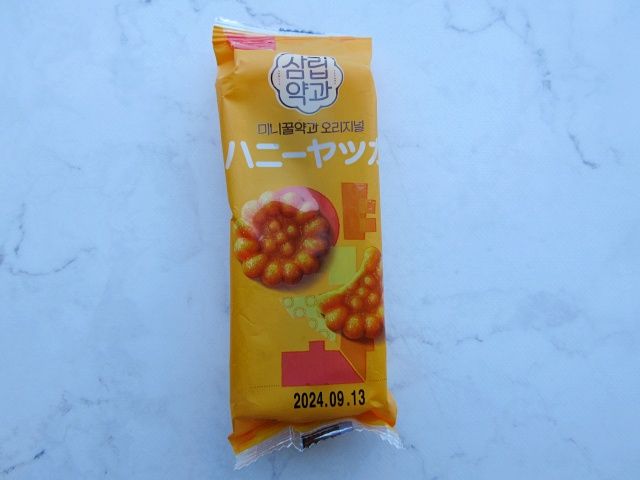 삼립
약과
미니꿀약과 오리지널
ハニーヤッカ
2024.09.13